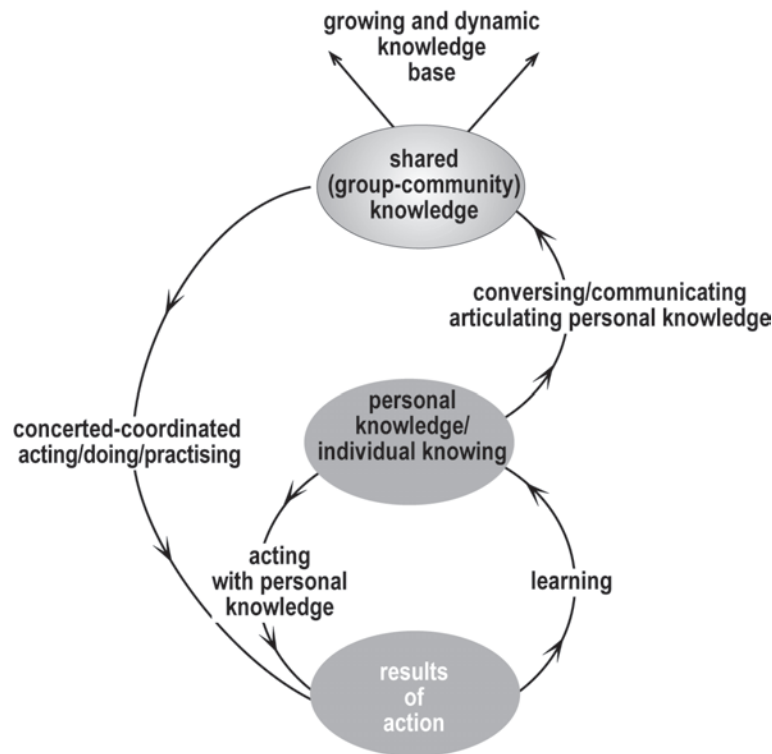 growing and dynamic
knowledge
base
shared
(group-community)
knowledge
conversing/communicating
articulating personal knowledge
personal
knowledge/
individual knowing
concerted-coordinated
acting/doing/practising
acting
with personal
knowledge
learning
results
of
action